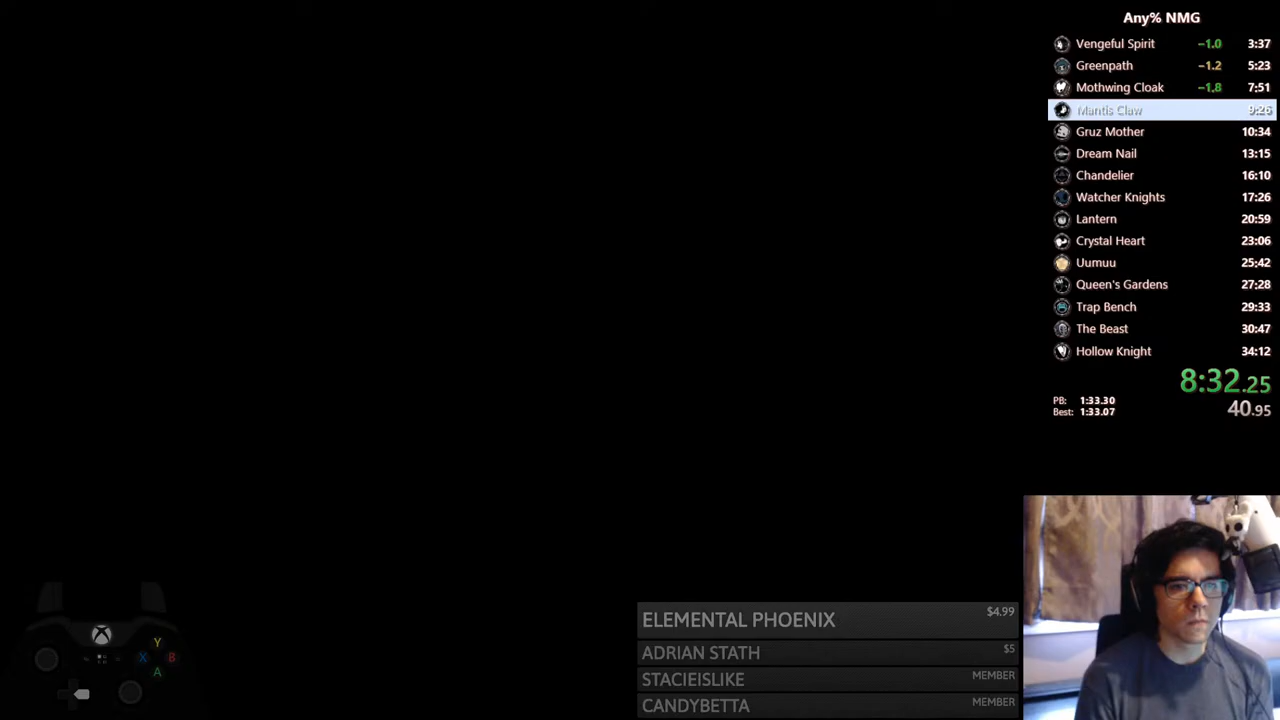 Any% NMG
Vengeful Spirit −1.0 3:37
Greenpath −1.2 5:23
Mothwing Cloak −1.8 7:51
Mantis Claw 9:26
Gruz Mother 10:34
Dream Nail 13:15
Chandelier 16:10
Watcher Knights 17:26
Lantern 20:59
Crystal Heart 23:06
Uumuu 25:42
Queen's Gardens 27:28
Trap Bench 29:33
The Beast 30:47
Hollow Knight 34:12
8:32.25
PB: 1:33.30
Best: 1:33.07
40.95
ELEMENTAL PHOENIX $4.99
ADRIAN STATH $5
STACIEISLIKE MEMBER
CANDYBETTA MEMBER
Y
X B
A